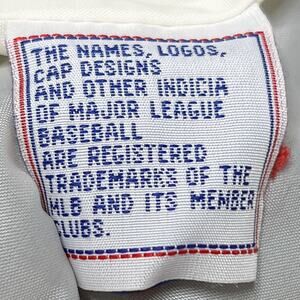 THE NAMES, LOGOS,
CAP DESIGNS
AND OTHER INDICIA
OF MAJOR LEAGUE
BASEBALL
ARE REGISTERED
TRADEMARKS OF THE
MLB AND ITS MEMBER
CLUBS.